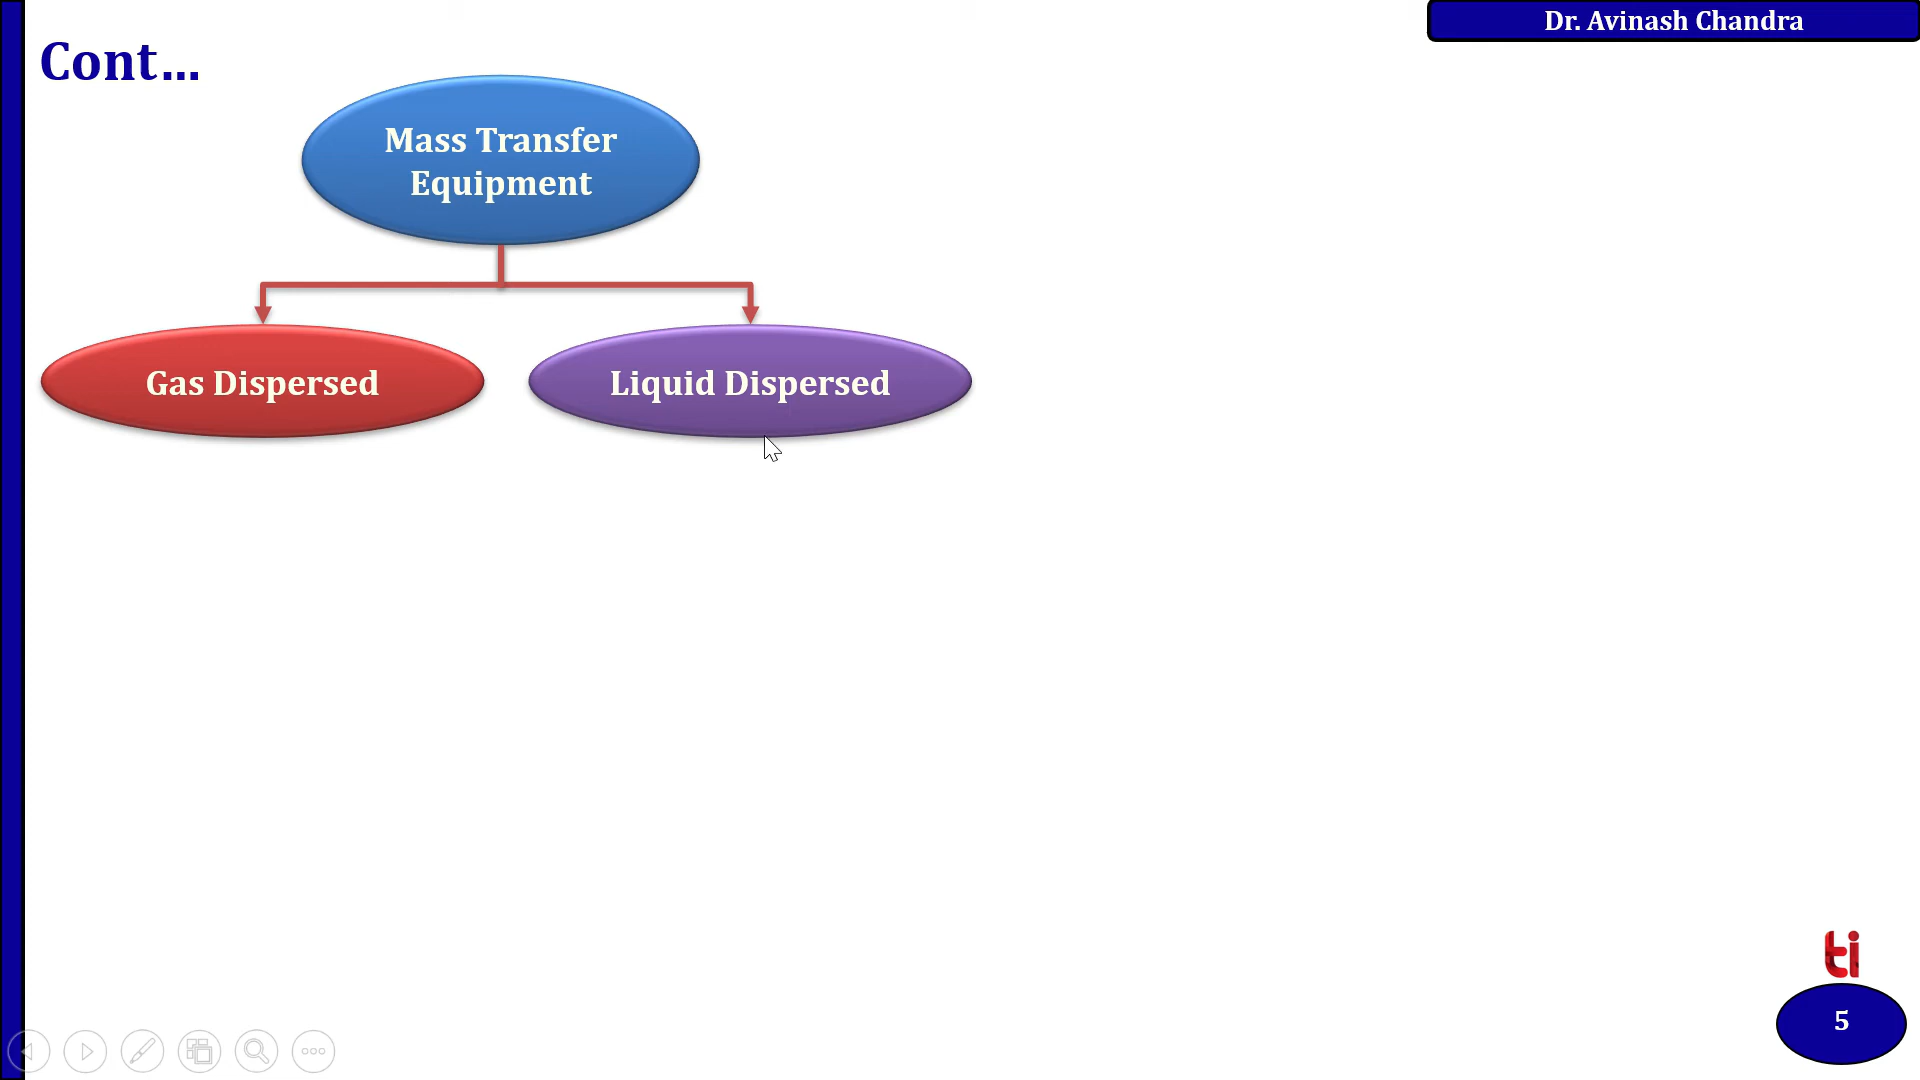 Dr. Avinash Chandra
Cont...
Mass Transfer
Equipment
Gas Dispersed
Liquid Dispersed
ti
5